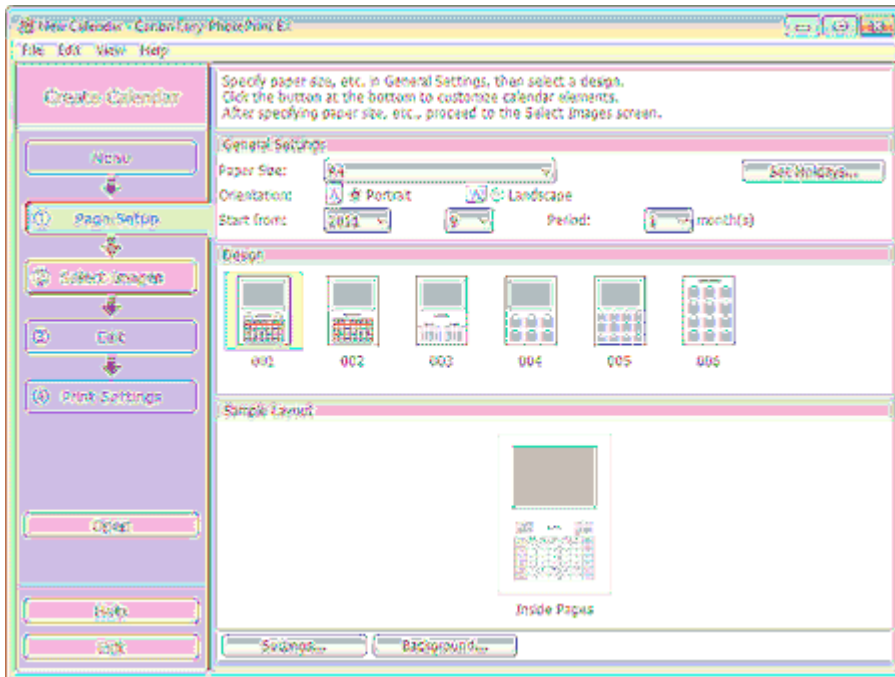 New Calendar - Canon Easy-PhotoPrint EX
File Edit View Help
Create Calendar
Specify paper size, etc. in General Settings, then select a design.
Click the button at the bottom to customize calendar elements.
After specifying paper size, etc., proceed to the Select Images screen.
Menu
General Settings
Paper Size: A4 Set Holidays...
Orientation: Portrait Landscape
1 Page Setup
Start from: 2011 9 Period: 1 month(s)
Design
2 Select Images
3 Edit
001 002 003 004 005 006
4 Print Settings
Sample Layout
Open
Help
Inside Pages
Exit
Settings... Background...